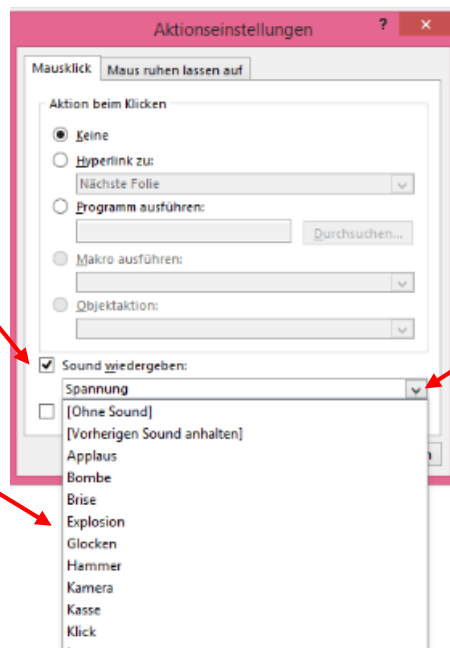 Aktionseinstellungen ? ×
Mausklick Maus ruhen lassen auf
Aktion beim Klicken
Keine
Hyperlink zu:
Nächste Folie
Programm ausführen:
Durchsuchen...
Makro ausführen:
Objektaktion:
Sound wiedergeben:
Spannung
[Ohne Sound]
[Vorherigen Sound anhalten]
Applaus
Bombe
Brise
Explosion
Glocken
Hammer
Kamera
Kasse
Klick